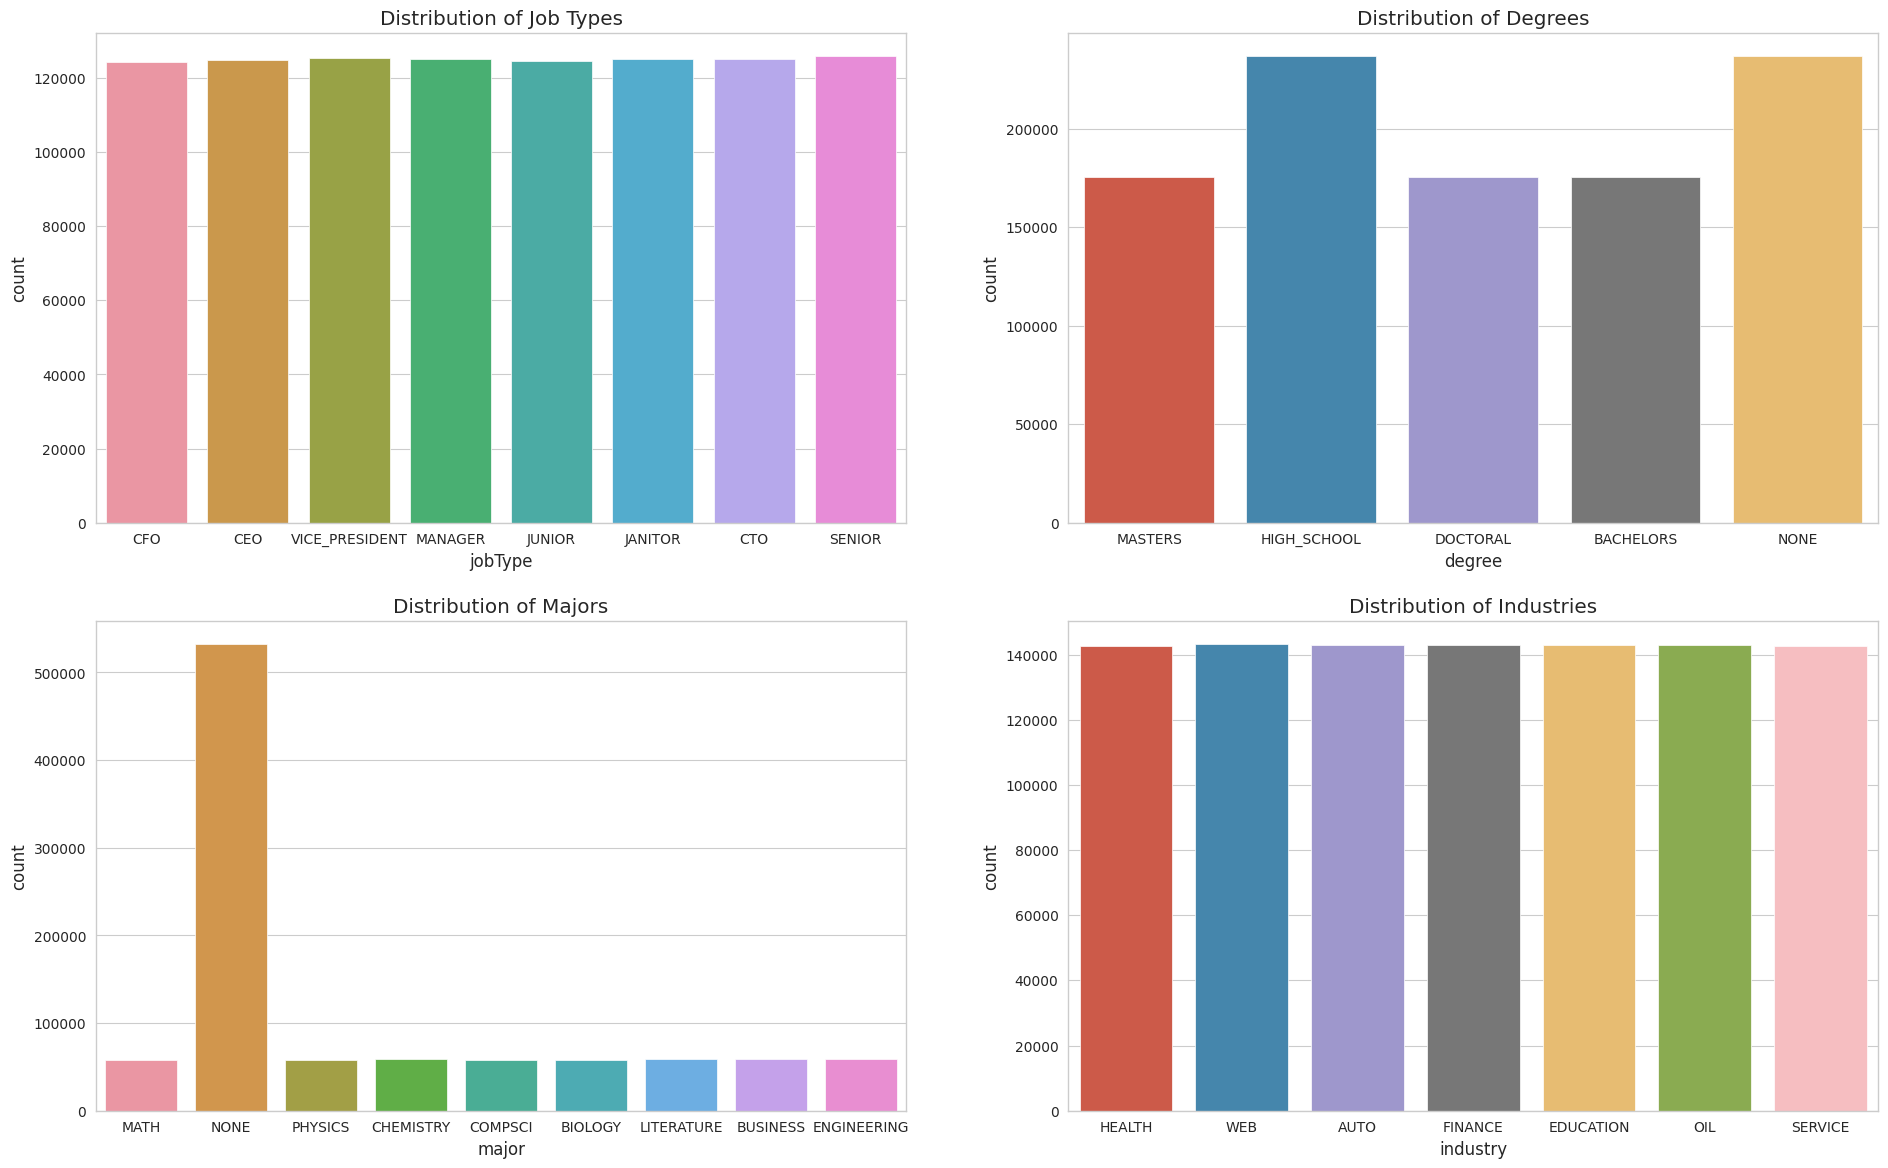 Distribution of Job Types
count
120000
100000
80000
60000
40000
20000
0
CFO CEO VICE_PRESIDENT MANAGER JUNIOR JANITOR CTO SENIOR
jobType
Distribution of Degrees
count
200000
150000
100000
50000
0
MASTERS HIGH_SCHOOL DOCTORAL BACHELORS NONE
degree
Distribution of Majors
count
500000
400000
300000
200000
100000
0
MATH NONE PHYSICS CHEMISTRY COMPSCI BIOLOGY LITERATURE BUSINESS ENGINEERING
major
Distribution of Industries
count
140000
120000
100000
80000
60000
40000
20000
0
HEALTH WEB AUTO FINANCE EDUCATION OIL SERVICE
industry